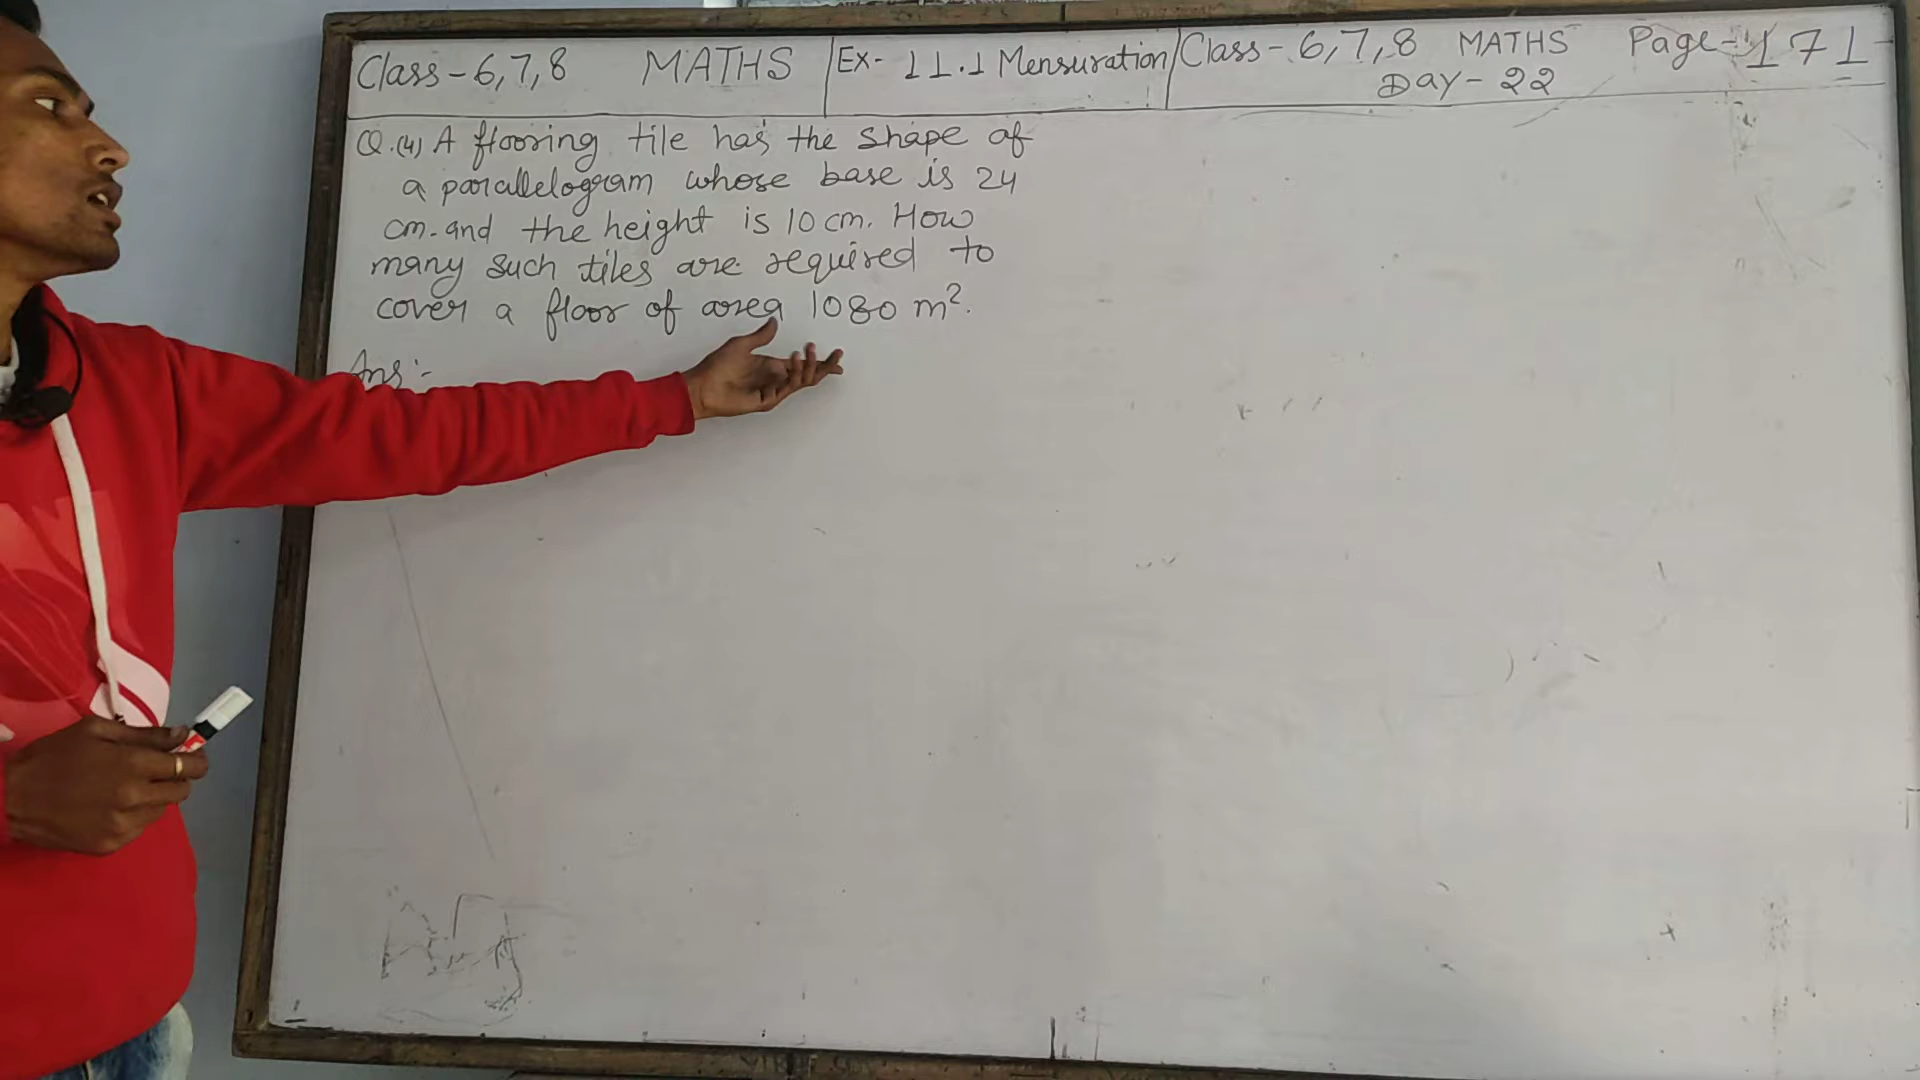 Class-6,7,8 MATHS Ex- 11.1 Mensuration Class-6,7,8 MATHS Page-171
Day-22
Q.(4) A flooring tile has the shape of
a parallelogram whose base is 24
cm. and the height is 10 cm. How
many such tiles are required to
cover a floor of area 1080 m².
Ans:-